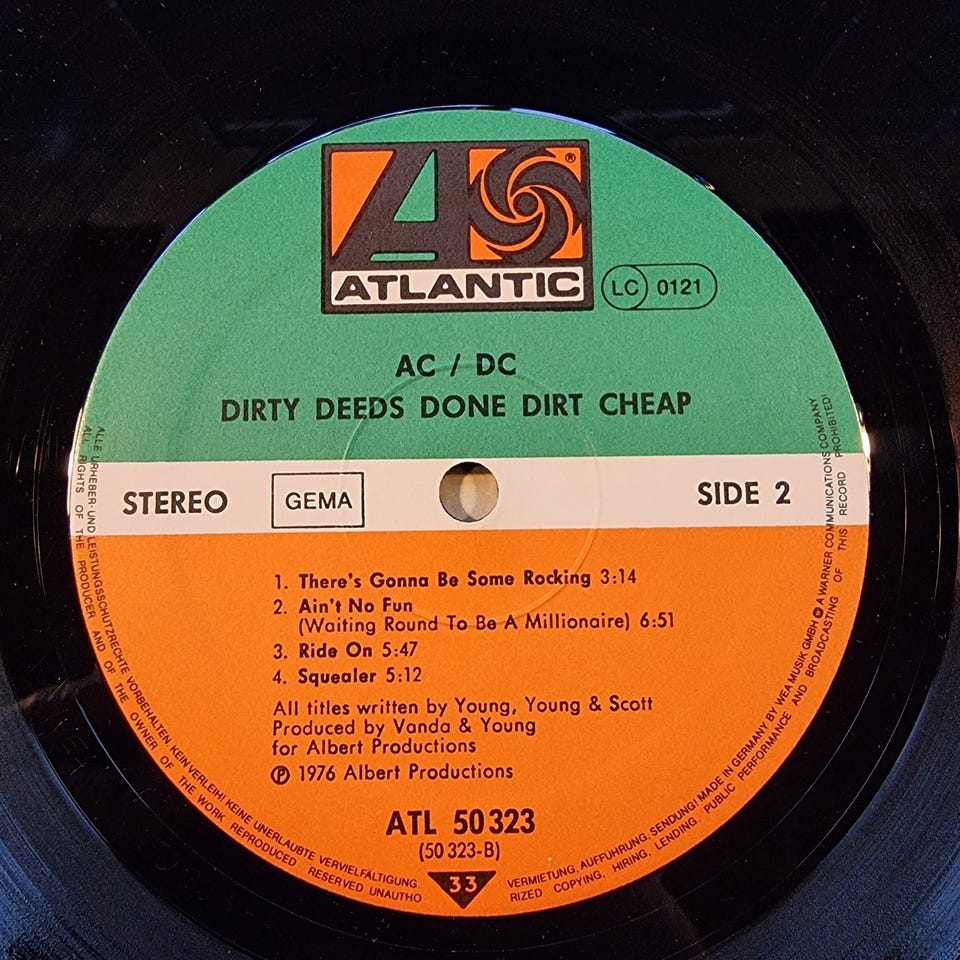 ATLANTIC ®
LC 0121
AC / DC
DIRTY DEEDS DONE DIRT CHEAP
STEREO GEMA SIDE 2
1. There's Gonna Be Some Rocking 3:14
2. Ain't No Fun
(Waiting Round To Be A Millionaire) 6:51
3. Ride On 5:47
4. Squealer 5:12
All titles written by Young, Young & Scott
Produced by Vanda & Young
for Albert Productions
℗ 1976 Albert Productions
ATL 50 323
(50 323-B)
33
ALLE URHEBER- UND LEISTUNGSSCHUTZRECHTE VORBEHALTEN. KEIN VERLEIH! KEINE UNERLAUBTE VERVIELFÄLTIGUNG. VERMIETUNG, AUFFÜHRUNG, SENDUNG! MADE IN GERMANY BY WEA MUSIK GMBH A WARNER COMMUNICATIONS COMPANY
ALL RIGHTS OF THE PRODUCER AND OF THE OWNER OF THE WORK REPRODUCED RESERVED UNAUTHORIZED COPYING, HIRING, LENDING PUBLIC PERFORMANCE AND BROADCASTING OF THIS RECORD PROHIBITED!